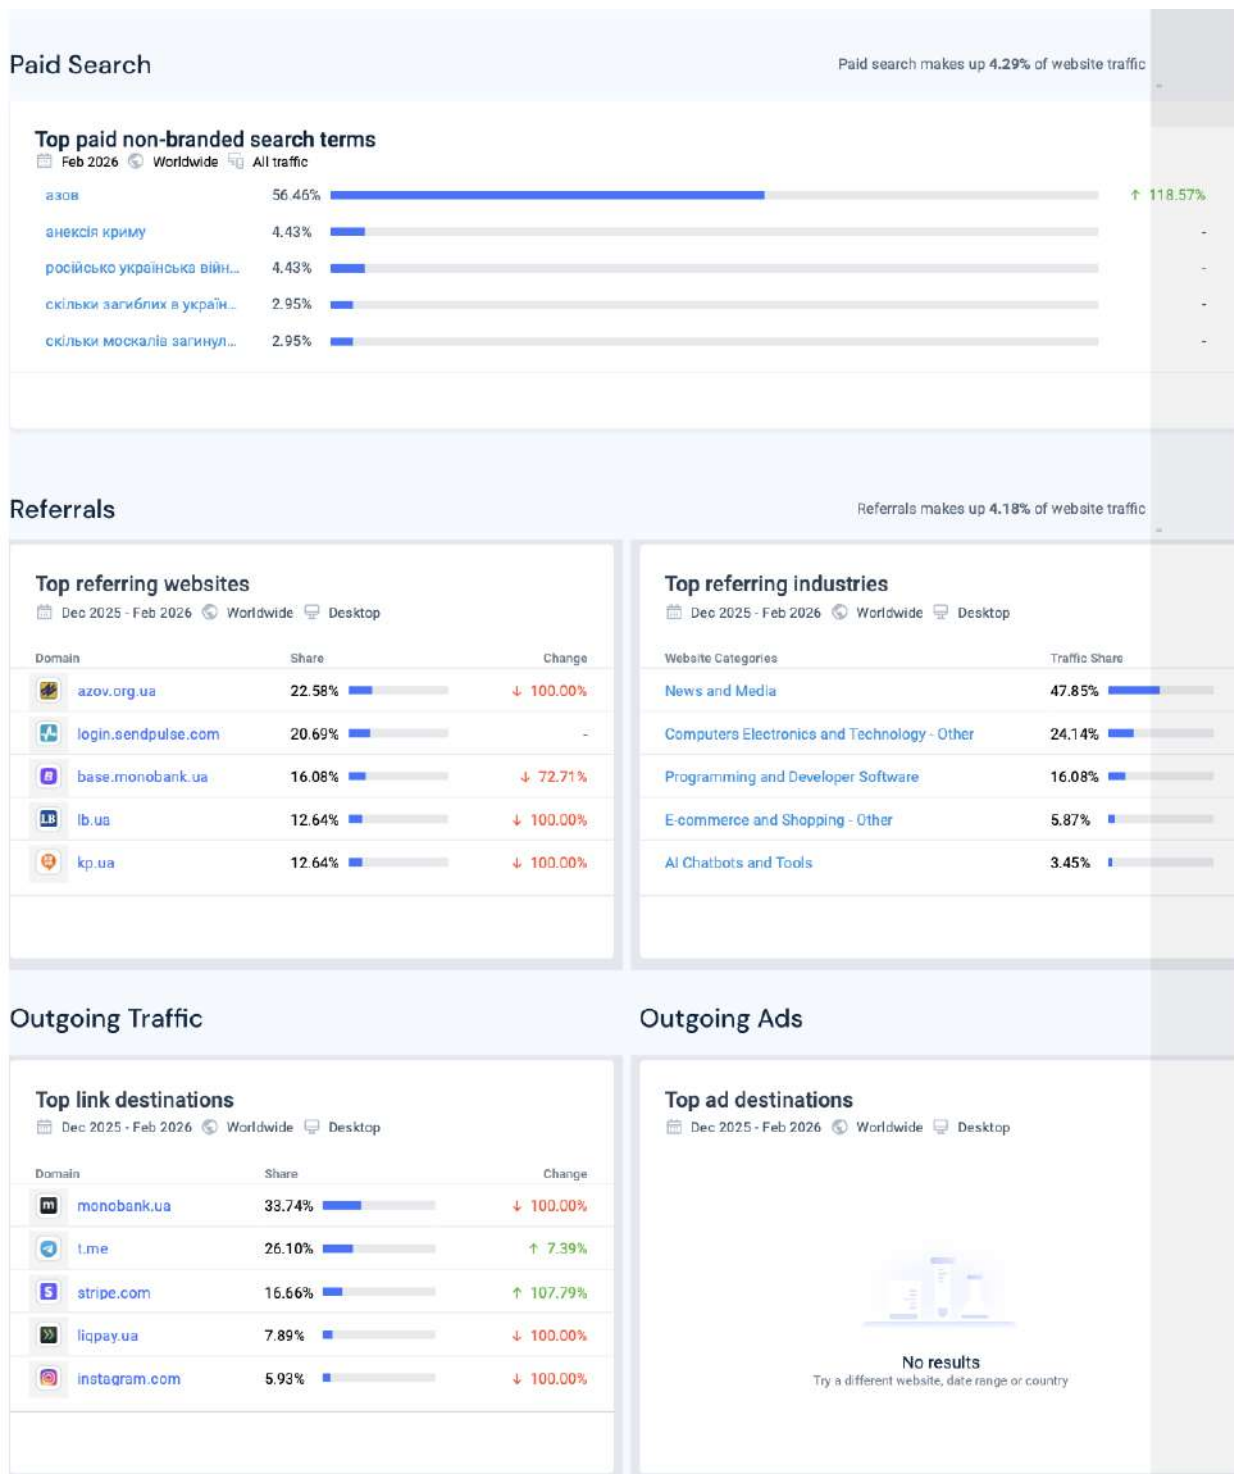 Paid Search
Paid search makes up 4.29% of website traffic
Top paid non-branded search terms
Feb 2026 Worldwide All traffic
азов 56.46% ↑ 118.57%
анексія криму 4.43% -
російсько українська війн... 4.43% -
скільки загиблих в україн... 2.95% -
скільки москалів загинул... 2.95% -
Referrals
Referrals makes up 4.18% of website traffic
Top referring websites
Dec 2025 - Feb 2026 Worldwide Desktop
Domain Share Change
azov.org.ua 22.58% ↓ 100.00%
login.sendpulse.com 20.69% -
base.monobank.ua 16.08% ↓ 72.71%
LB lb.ua 12.64% ↓ 100.00%
kp.ua 12.64% ↓ 100.00%
Top referring industries
Dec 2025 - Feb 2026 Worldwide Desktop
Website Categories Traffic Share
News and Media 47.85%
Computers Electronics and Technology - Other 24.14%
Programming and Developer Software 16.08%
E-commerce and Shopping - Other 5.87%
AI Chatbots and Tools 3.45%
Outgoing Traffic
Top link destinations
Dec 2025 - Feb 2026 Worldwide Desktop
Domain Share Change
m monobank.ua 33.74% ↓ 100.00%
t.me 26.10% ↑ 7.39%
S stripe.com 16.66% ↑ 107.79%
liqpay.ua 7.89% ↓ 100.00%
instagram.com 5.93% ↓ 100.00%
Outgoing Ads
Top ad destinations
Dec 2025 - Feb 2026 Worldwide Desktop
No results
Try a different website, date range or country